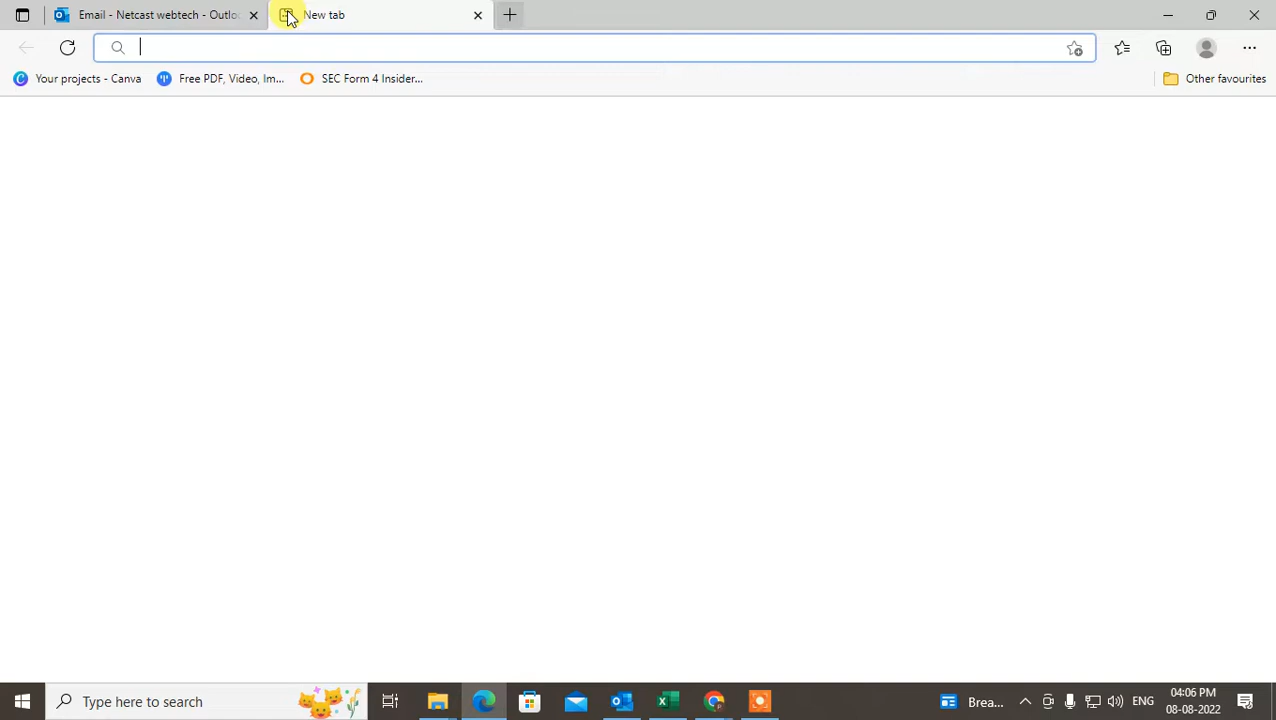 Email - Netcast webtech - Outlo
New tab
Your projects - Canva
Free PDF, Video, Im...
SEC Form 4 Insider...
Other favourites
Type here to search
Brea...
ENG
04:06 PM
08-08-2022